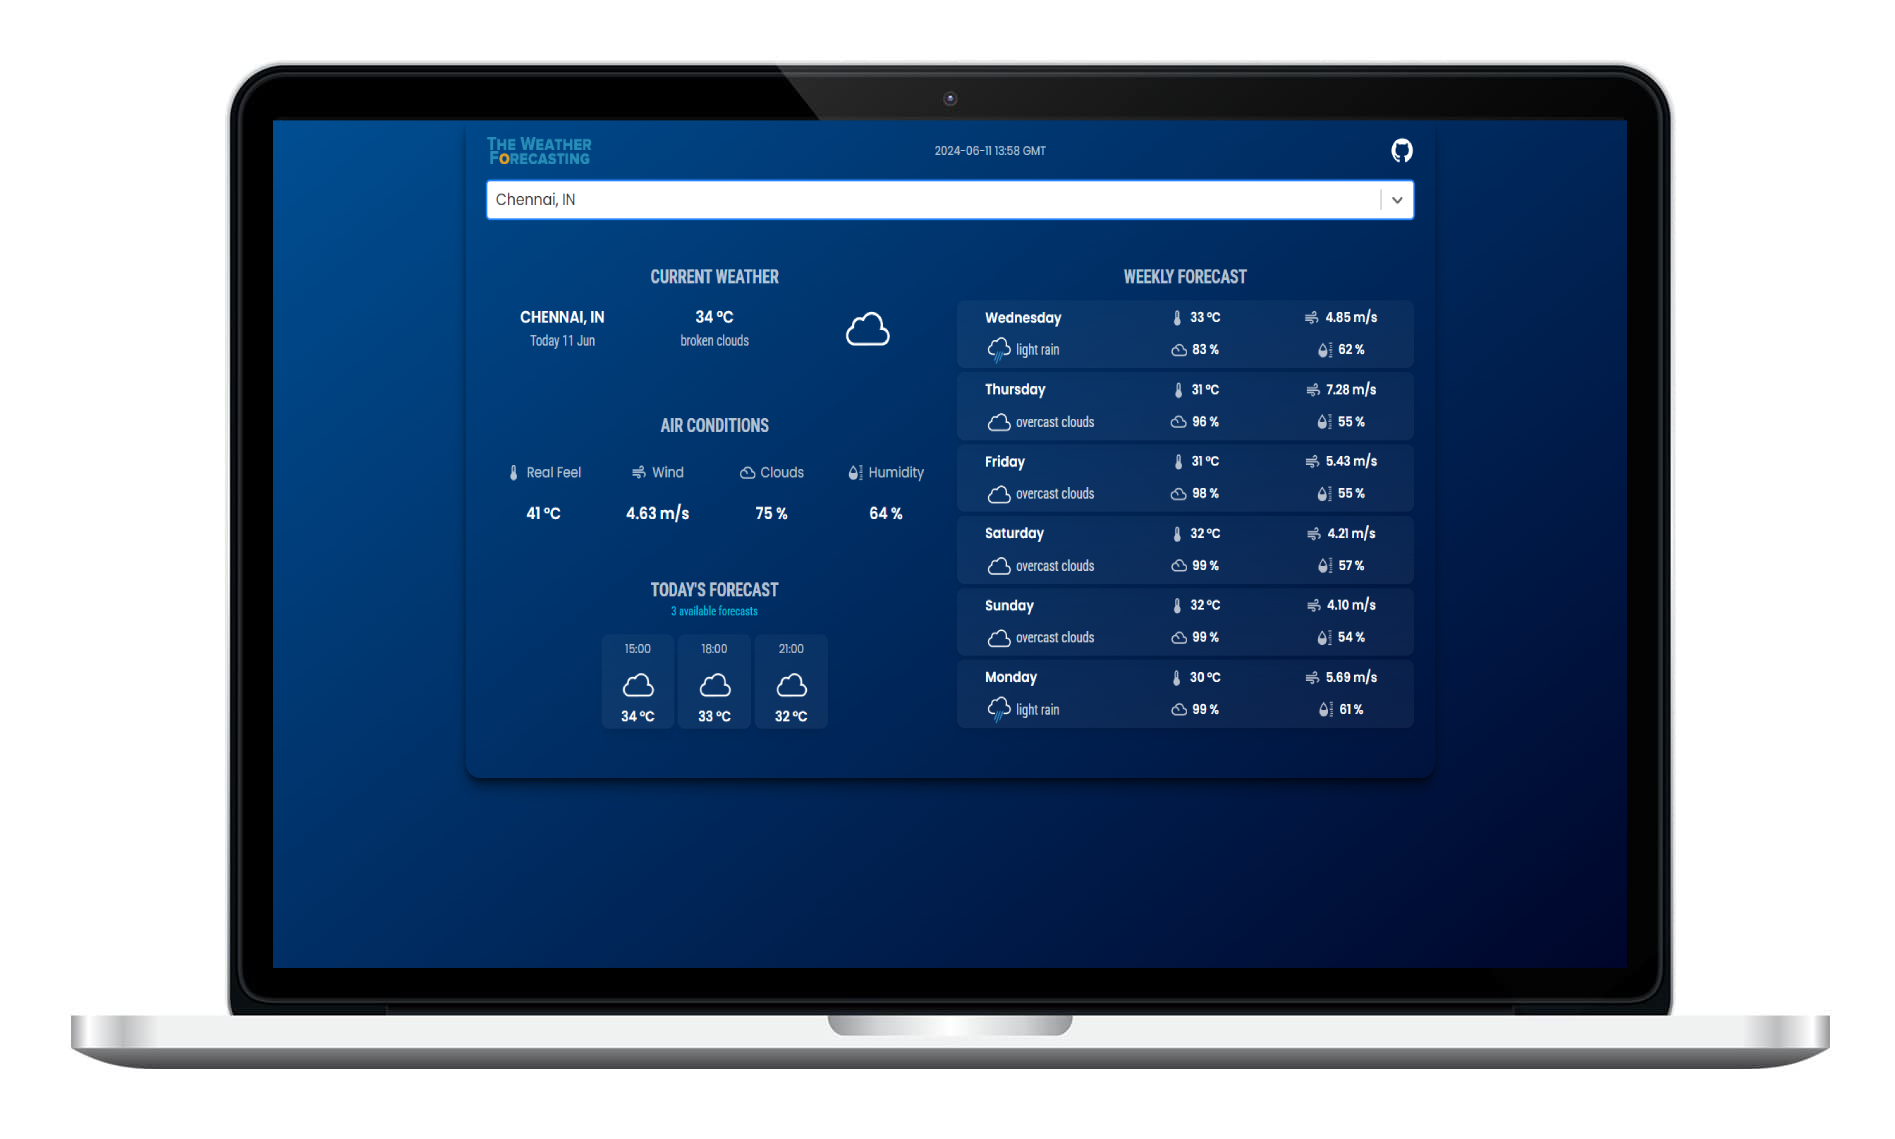 THE WEATHER
FORECASTING
2024-06-11 13:58 GMT
Chennai, IN
CURRENT WEATHER
CHENNAI, IN
Today 11 Jun
34 °C
broken clouds
AIR CONDITIONS
Real Feel
41 °C
Wind
4.63 m/s
Clouds
75 %
Humidity
64 %
TODAY'S FORECAST
3 available forecasts
15:00
34 °C
18:00
33 °C
21:00
32 °C
WEEKLY FORECAST
Wednesday 33 °C 4.85 m/s
light rain 83 % 62 %
Thursday 31 °C 7.28 m/s
overcast clouds 96 % 55 %
Friday 31 °C 5.43 m/s
overcast clouds 98 % 55 %
Saturday 32 °C 4.21 m/s
overcast clouds 99 % 57 %
Sunday 32 °C 4.10 m/s
overcast clouds 99 % 54 %
Monday 30 °C 5.69 m/s
light rain 99 % 61 %